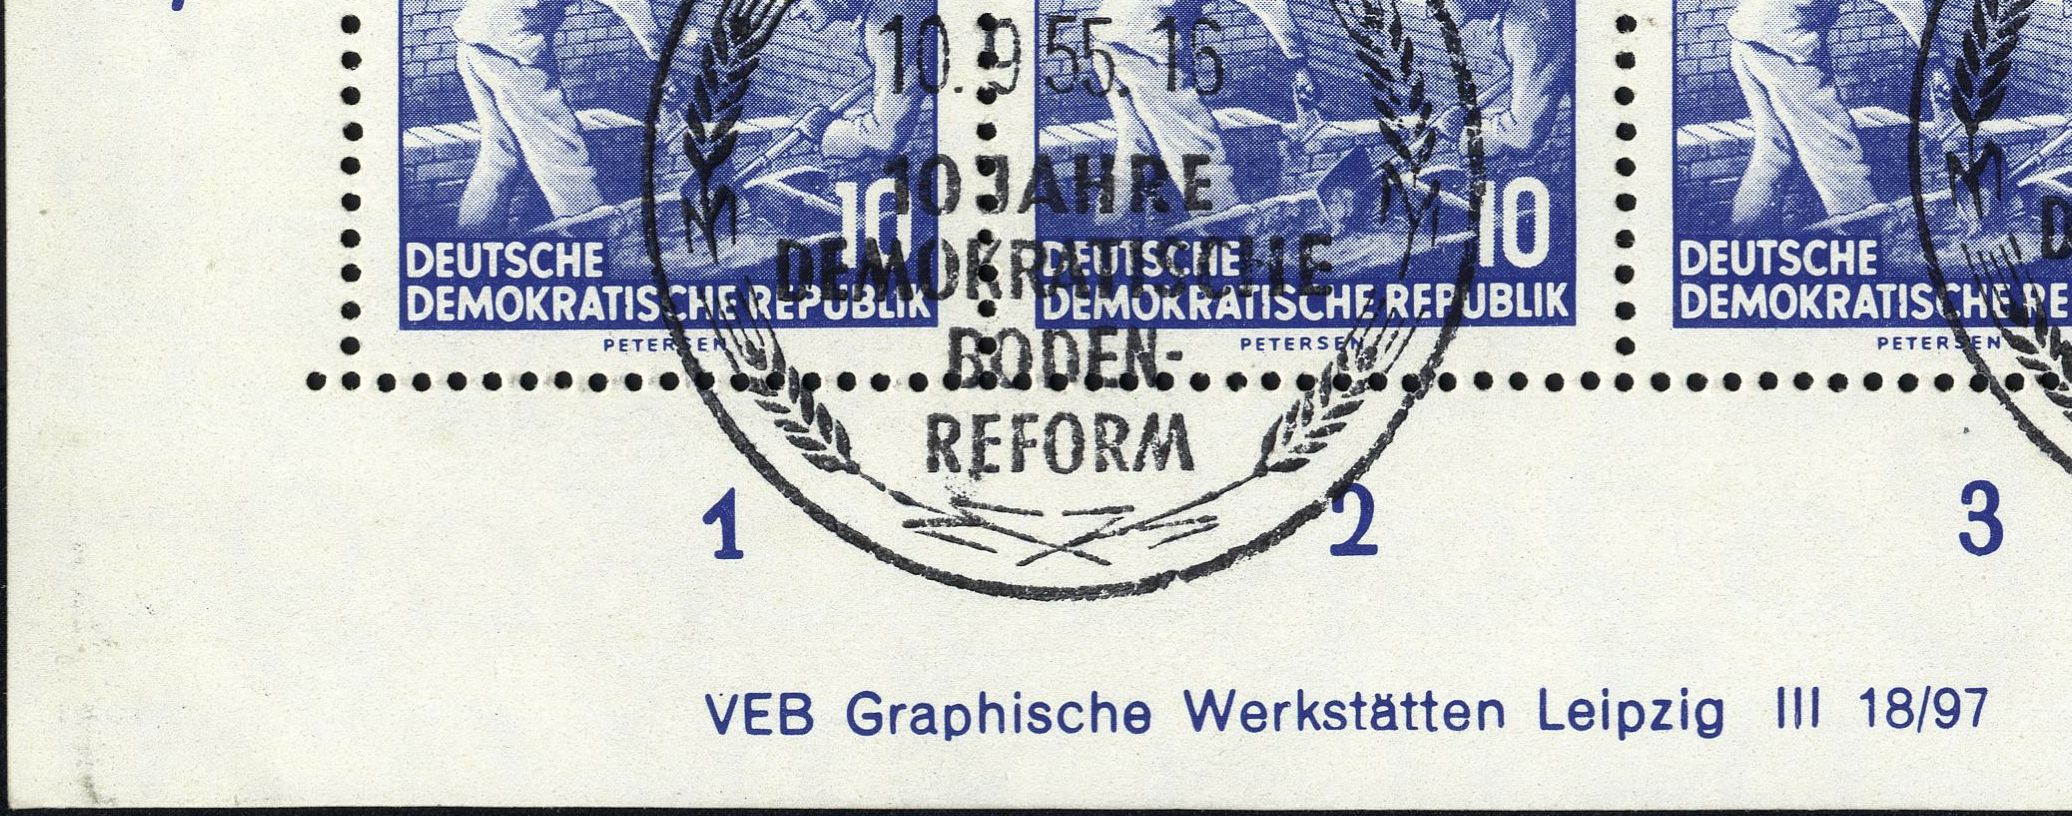 10.9.55.16
10 JAHRE
DEMOKRATISCHE
BODEN-
REFORM
10
DEUTSCHE
DEMOKRATISCHE REPUBLIK
PETERSEN
10
DEUTSCHE
DEMOKRATISCHE REPUBLIK
PETERSEN
DEUTSCHE
DEMOKRATISCHE RE
PETERSEN
1 2 3
VEB Graphische Werkstätten Leipzig III 18/97